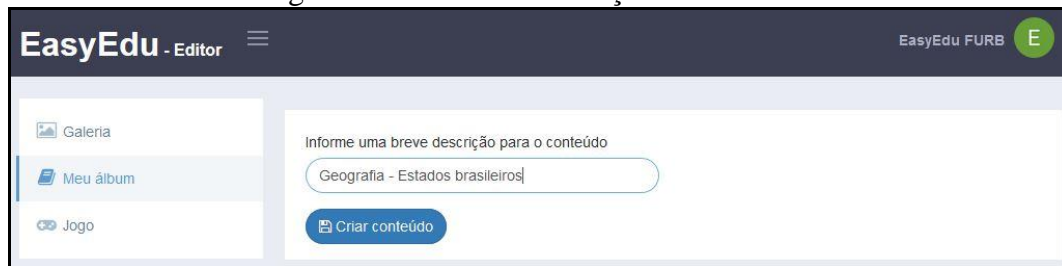 EasyEdu - Editor
EasyEdu FURB E
Galeria
Meu álbum
Jogo
Informe uma breve descrição para o conteúdo
Geografia - Estados brasileiros
Criar conteúdo